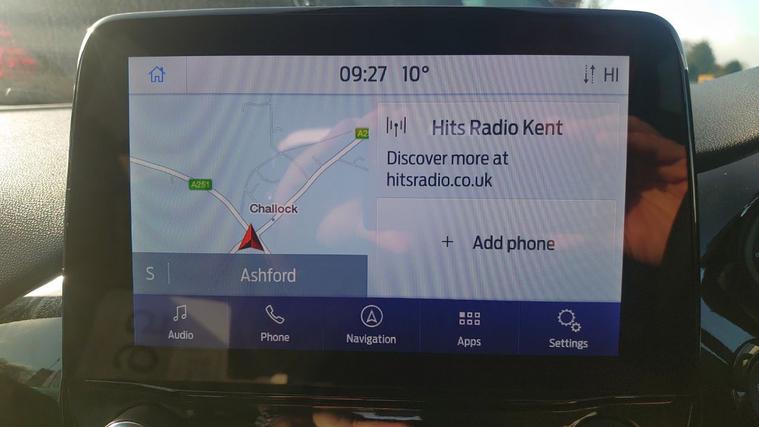 09:27 10° HI
A2
A251
Challock
S Ashford
Hits Radio Kent
Discover more at
hitsradio.co.uk
+ Add phone
Audio Phone Navigation Apps Settings